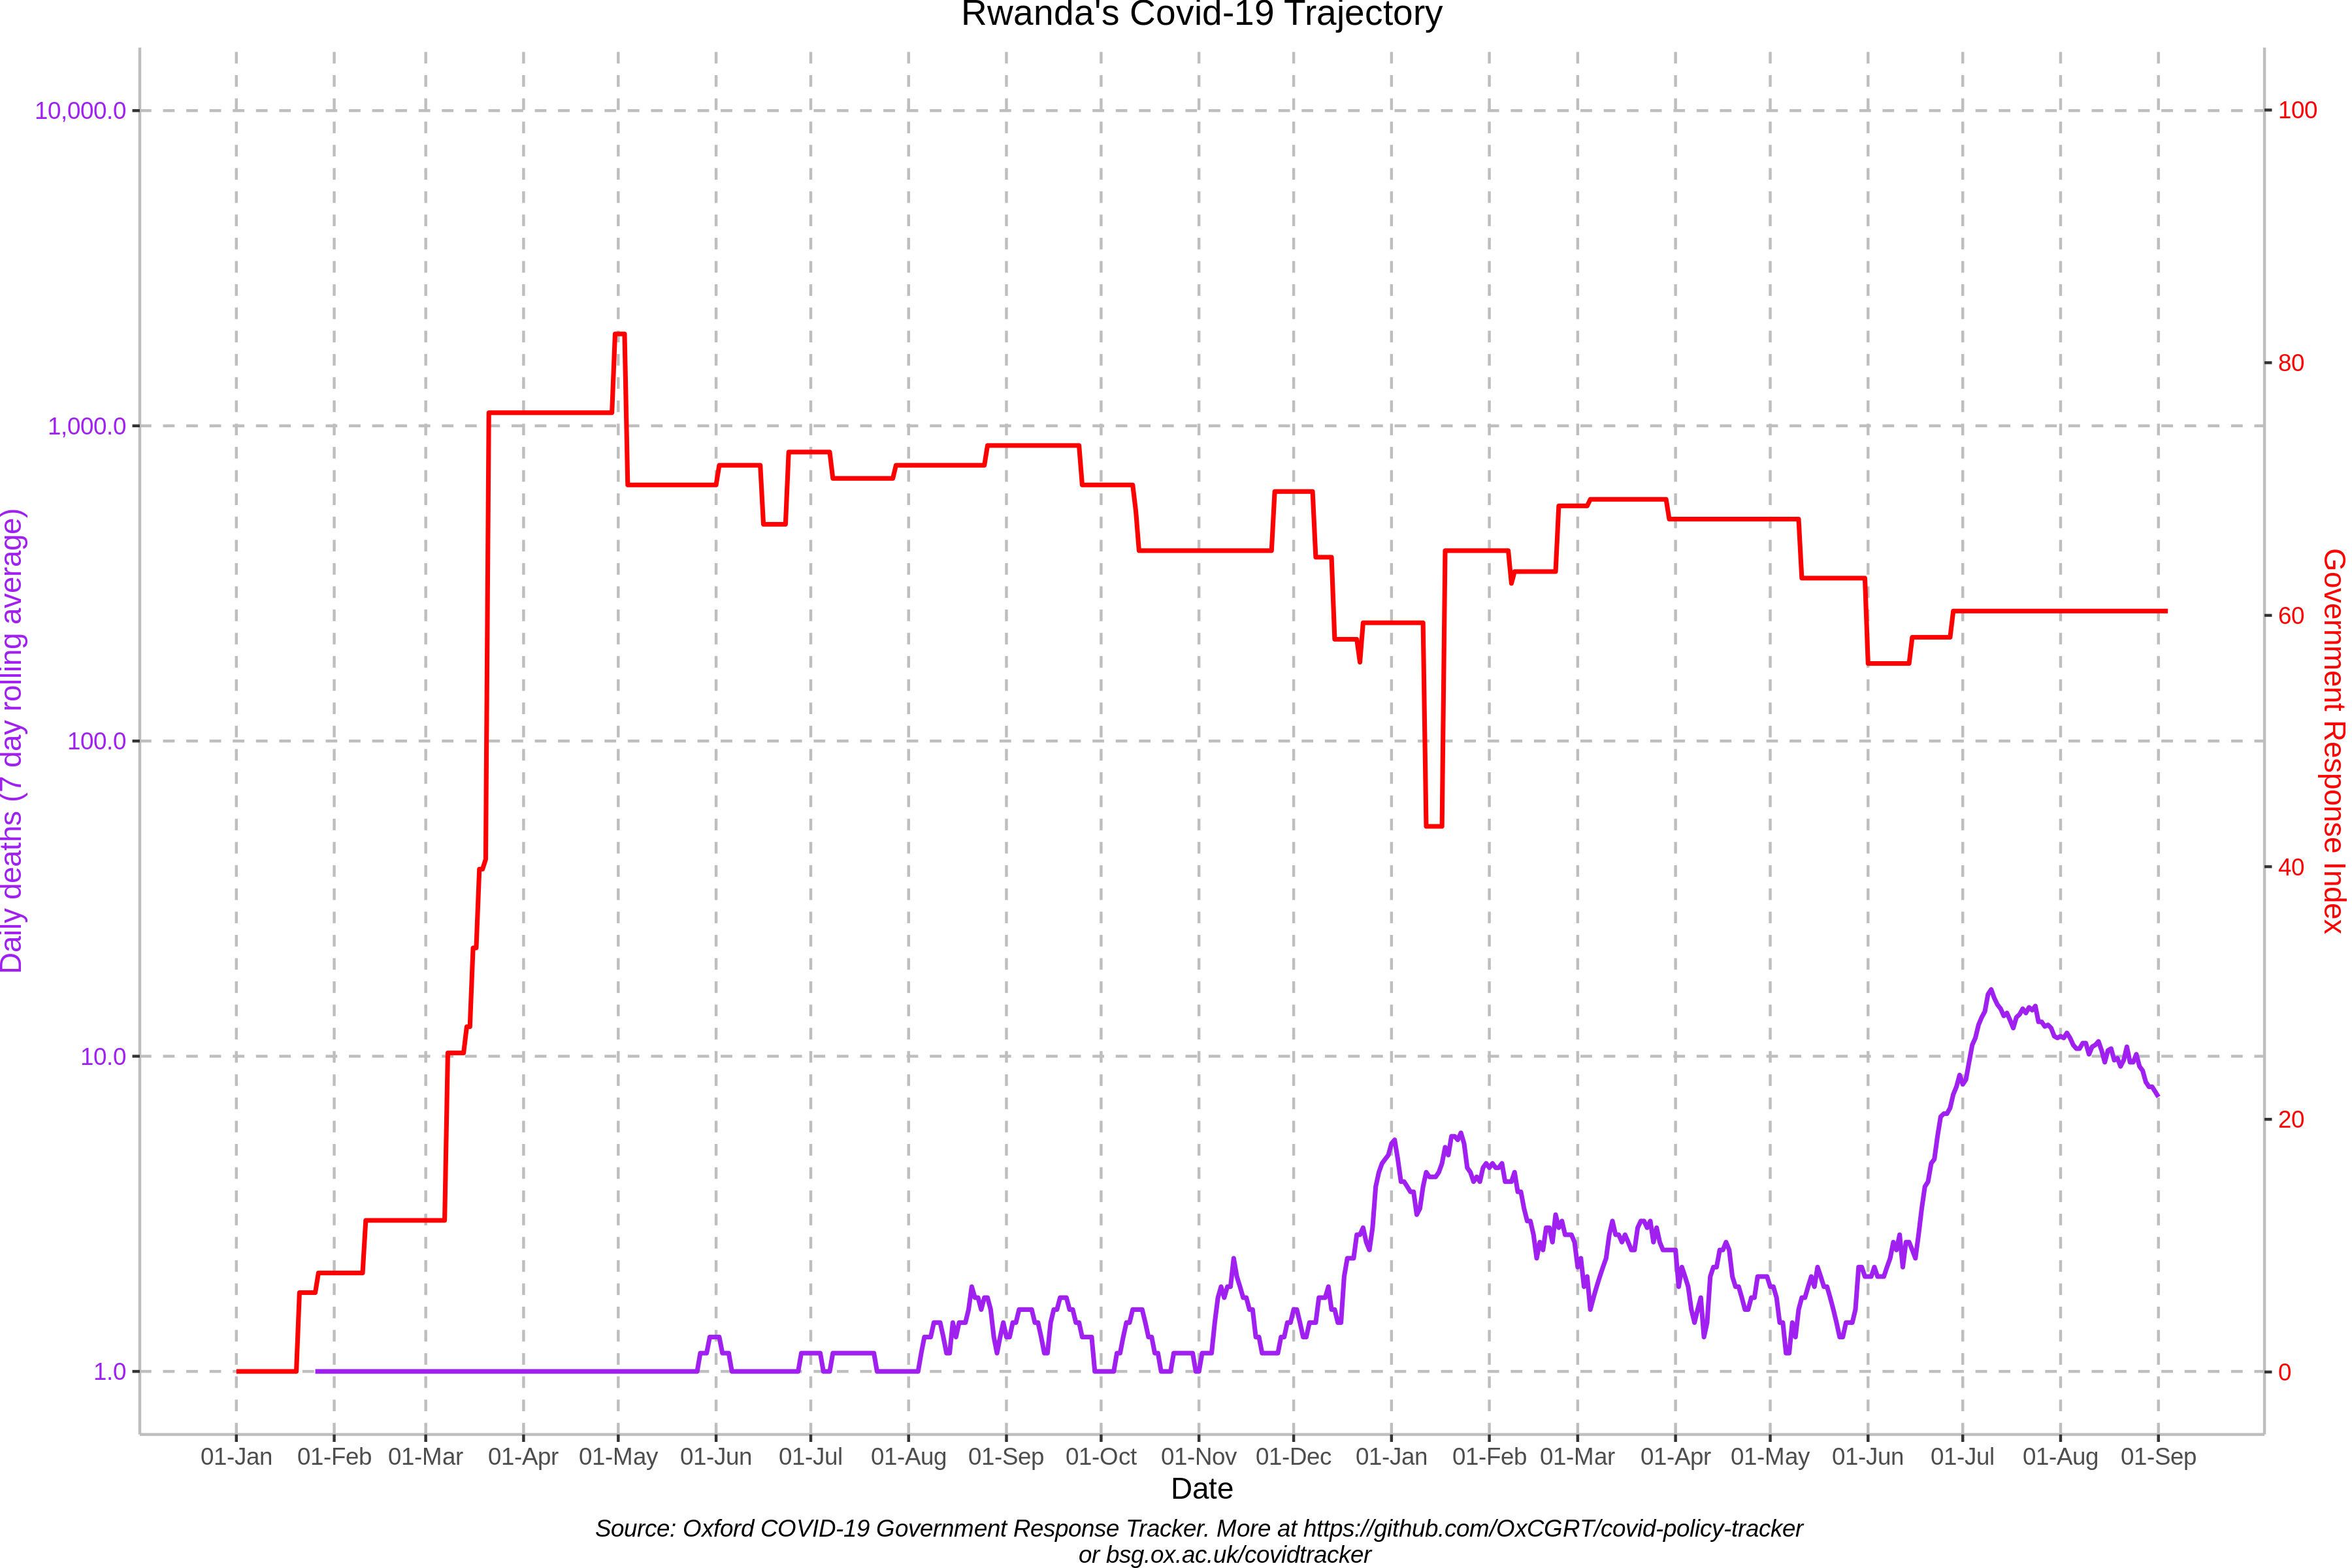 Rwanda's Covid-19 Trajectory
10,000.0
1,000.0
100.0
10.0
1.0
Daily deaths (7 day rolling average)
100
80
60
40
20
0
Government Response Index
01-Jan 01-Feb 01-Mar 01-Apr 01-May 01-Jun 01-Jul 01-Aug 01-Sep 01-Oct 01-Nov 01-Dec 01-Jan 01-Feb 01-Mar 01-Apr 01-May 01-Jun 01-Jul 01-Aug 01-Sep
Date
Source: Oxford COVID-19 Government Response Tracker. More at https://github.com/OxCGRT/covid-policy-tracker
or bsg.ox.ac.uk/covidtracker